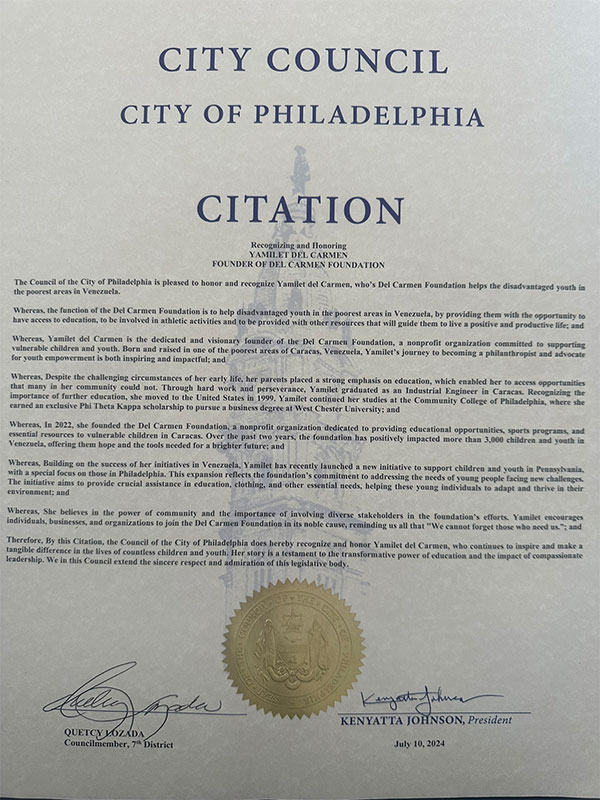 CITY COUNCIL
CITY OF PHILADELPHIA
CITATION
Recognizing and Honoring
YAMILET DEL CARMEN
FOUNDER OF DEL CARMEN FOUNDATION
The Council of the City of Philadelphia is pleased to honor and recognize Yamilet del Carmen, who's Del Carmen Foundation helps the disadvantaged youth in
the poorest areas in Venezuela.
Whereas, the function of the Del Carmen Foundation is to help disadvantaged youth in the poorest areas in Venezuela, by providing them with the opportunity to
have access to education, to be involved in athletic activities and to be provided with other resources that will guide them to live a positive and productive life; and
Whereas, Yamilet del Carmen is the dedicated and visionary founder of the Del Carmen Foundation, a nonprofit organization committed to supporting
vulnerable children and youth. Born and raised in one of the poorest areas of Caracas, Venezuela, Yamilet's journey to becoming a philanthropist and advocate
for youth empowerment is both inspiring and impactful; and
Whereas, Despite the challenging circumstances of her early life, her parents placed a strong emphasis on education, which enabled her to access opportunities
that many in her community could not. Through hard work and perseverance, Yamilet graduated as an Industrial Engineer in Caracas. Recognizing the
importance of further education, she moved to the United States in 1999, Yamilet continued her studies at the Community College of Philadelphia, where she
earned an exclusive Phi Theta Kappa scholarship to pursue a business degree at West Chester University; and
Whereas, In 2022, she founded the Del Carmen Foundation, a nonprofit organization dedicated to providing educational opportunities, sports programs, and
essential resources to vulnerable children in Caracas. Over the past two years, the foundation has positively impacted more than 3,000 children and youth in
Venezuela, offering them hope and the tools needed for a brighter future; and
Whereas, Building on the success of her initiatives in Venezuela, Yamilet has recently launched a new initiative to support children and youth in Pennsylvania,
with a special focus on those in Philadelphia. This expansion reflects the foundation's commitment to addressing the needs of young people facing new challenges.
The initiative aims to provide crucial assistance in education, clothing, and other essential needs, helping these young individuals to adapt and thrive in their
environment; and
Whereas, She believes in the power of community and the importance of involving diverse stakeholders in the foundation's efforts. Yamilet encourages
individuals, businesses, and organizations to join the Del Carmen Foundation in its noble cause, reminding us all that "We cannot forget those who need us."; and
Therefore, By this Citation, the Council of the City of Philadelphia does hereby recognize and honor Yamilet del Carmen, who continues to inspire and make a
tangible difference in the lives of countless children and youth. Her story is a testament to the transformative power of education and the impact of compassionate
leadership. We in this Council extend the sincere respect and admiration of this legislative body.
Quetcy Lozada
QUETCY LOZADA
Councilmember, 7th District
Kenyatta Johnson
KENYATTA JOHNSON, President
July 10, 2024